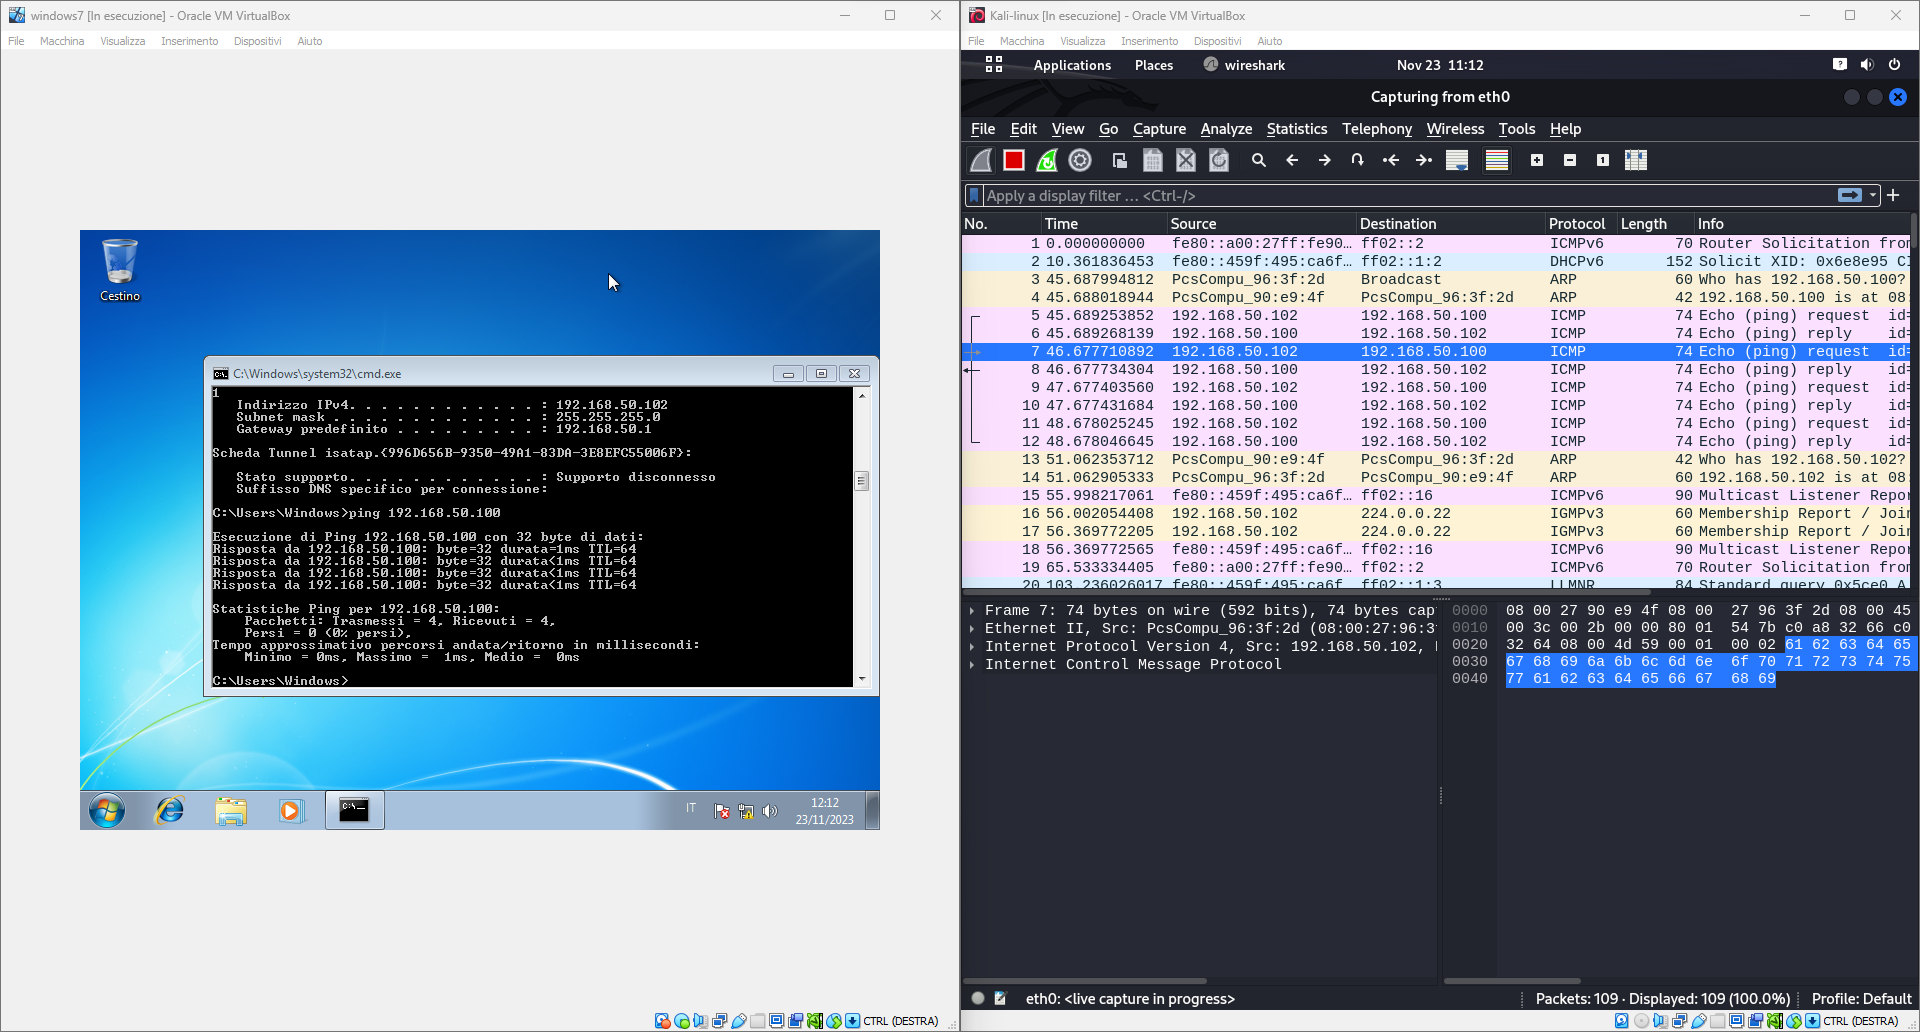 windows7 [In esecuzione] - Oracle VM VirtualBox
File Macchina Visualizza Inserimento Dispositivi Aiuto
Cestino
C:\Windows\system32\cmd.exe
1
Indirizzo IPv4. . . . . . . . . . . . : 192.168.50.102
Subnet mask . . . . . . . . . . . . . : 255.255.255.0
Gateway predefinito . . . . . . . . . : 192.168.50.1
Scheda Tunnel isatap.{996D656B-9350-49A1-83DA-3E8EFC55006F}:
Stato supporto. . . . . . . . . . . . : Supporto disconnesso
Suffisso DNS specifico per connessione:
C:\Users\Windows>ping 192.168.50.100
Esecuzione di Ping 192.168.50.100 con 32 byte di dati:
Risposta da 192.168.50.100: byte=32 durata=1ms TTL=64
Risposta da 192.168.50.100: byte=32 durata<1ms TTL=64
Risposta da 192.168.50.100: byte=32 durata<1ms TTL=64
Risposta da 192.168.50.100: byte=32 durata<1ms TTL=64
Statistiche Ping per 192.168.50.100:
Pacchetti: Trasmessi = 4, Ricevuti = 4,
Persi = 0 (0% persi),
Tempo approssimativo percorsi andata/ritorno in millisecondi:
Minimo = 0ms, Massimo = 1ms, Medio = 0ms
C:\Users\Windows>
IT
12:12
23/11/2023
CTRL (DESTRA)
Kali-linux [In esecuzione] - Oracle VM VirtualBox
File Macchina Visualizza Inserimento Dispositivi Aiuto
Applications Places wireshark Nov 23 11:12
Capturing from eth0
File Edit View Go Capture Analyze Statistics Telephony Wireless Tools Help
Apply a display filter ... <Ctrl-/>
No. Time Source Destination Protocol Length Info
1 0.000000000 fe80::a00:27ff:fe90... ff02::2 ICMPv6 70 Router Solicitation from
2 10.361836453 fe80::459f:495:ca6f... ff02::1:2 DHCPv6 152 Solicit XID: 0x6e8e95 CI
3 45.687994812 PcsCompu_96:3f:2d Broadcast ARP 60 Who has 192.168.50.100?
4 45.688018944 PcsCompu_90:e9:4f PcsCompu_96:3f:2d ARP 42 192.168.50.100 is at 08:
5 45.689253852 192.168.50.102 192.168.50.100 ICMP 74 Echo (ping) request id=
6 45.689268139 192.168.50.100 192.168.50.102 ICMP 74 Echo (ping) reply id=
7 46.677710892 192.168.50.102 192.168.50.100 ICMP 74 Echo (ping) request id=
8 46.677734304 192.168.50.100 192.168.50.102 ICMP 74 Echo (ping) reply id=
9 47.677403560 192.168.50.102 192.168.50.100 ICMP 74 Echo (ping) request id=
10 47.677431684 192.168.50.100 192.168.50.102 ICMP 74 Echo (ping) reply id=
11 48.678025245 192.168.50.102 192.168.50.100 ICMP 74 Echo (ping) request id=
12 48.678046645 192.168.50.100 192.168.50.102 ICMP 74 Echo (ping) reply id=
13 51.062353712 PcsCompu_90:e9:4f PcsCompu_96:3f:2d ARP 42 Who has 192.168.50.102?
14 51.062905333 PcsCompu_96:3f:2d PcsCompu_90:e9:4f ARP 60 192.168.50.102 is at 08:
15 55.998217061 fe80::459f:495:ca6f... ff02::16 ICMPv6 90 Multicast Listener Repor
16 56.002054408 192.168.50.102 224.0.0.22 IGMPv3 60 Membership Report / Join
17 56.369772205 192.168.50.102 224.0.0.22 IGMPv3 60 Membership Report / Join
18 56.369772565 fe80::459f:495:ca6f... ff02::16 ICMPv6 90 Multicast Listener Repor
19 65.533334405 fe80::a00:27ff:fe90... ff02::2 ICMPv6 70 Router Solicitation from
20 103.236026017 fe80::459f:495:ca6f ff02::1:3 LLMNR 84 Standard query 0x5ce0 A
Frame 7: 74 bytes on wire (592 bits), 74 bytes cap
Ethernet II, Src: PcsCompu_96:3f:2d (08:00:27:96:3
Internet Protocol Version 4, Src: 192.168.50.102,
Internet Control Message Protocol
0000 08 00 27 90 e9 4f 08 00 27 96 3f 2d 08 00 45
0010 00 3c 00 2b 00 00 80 01 54 7b c0 a8 32 66 c0
0020 32 64 08 00 4d 59 00 01 00 02 61 62 63 64 65
0030 67 68 69 6a 6b 6c 6d 6e 6f 70 71 72 73 74 75
0040 77 61 62 63 64 65 66 67 68 69
eth0: <live capture in progress> Packets: 109 · Displayed: 109 (100.0%) Profile: Default
CTRL (DESTRA)